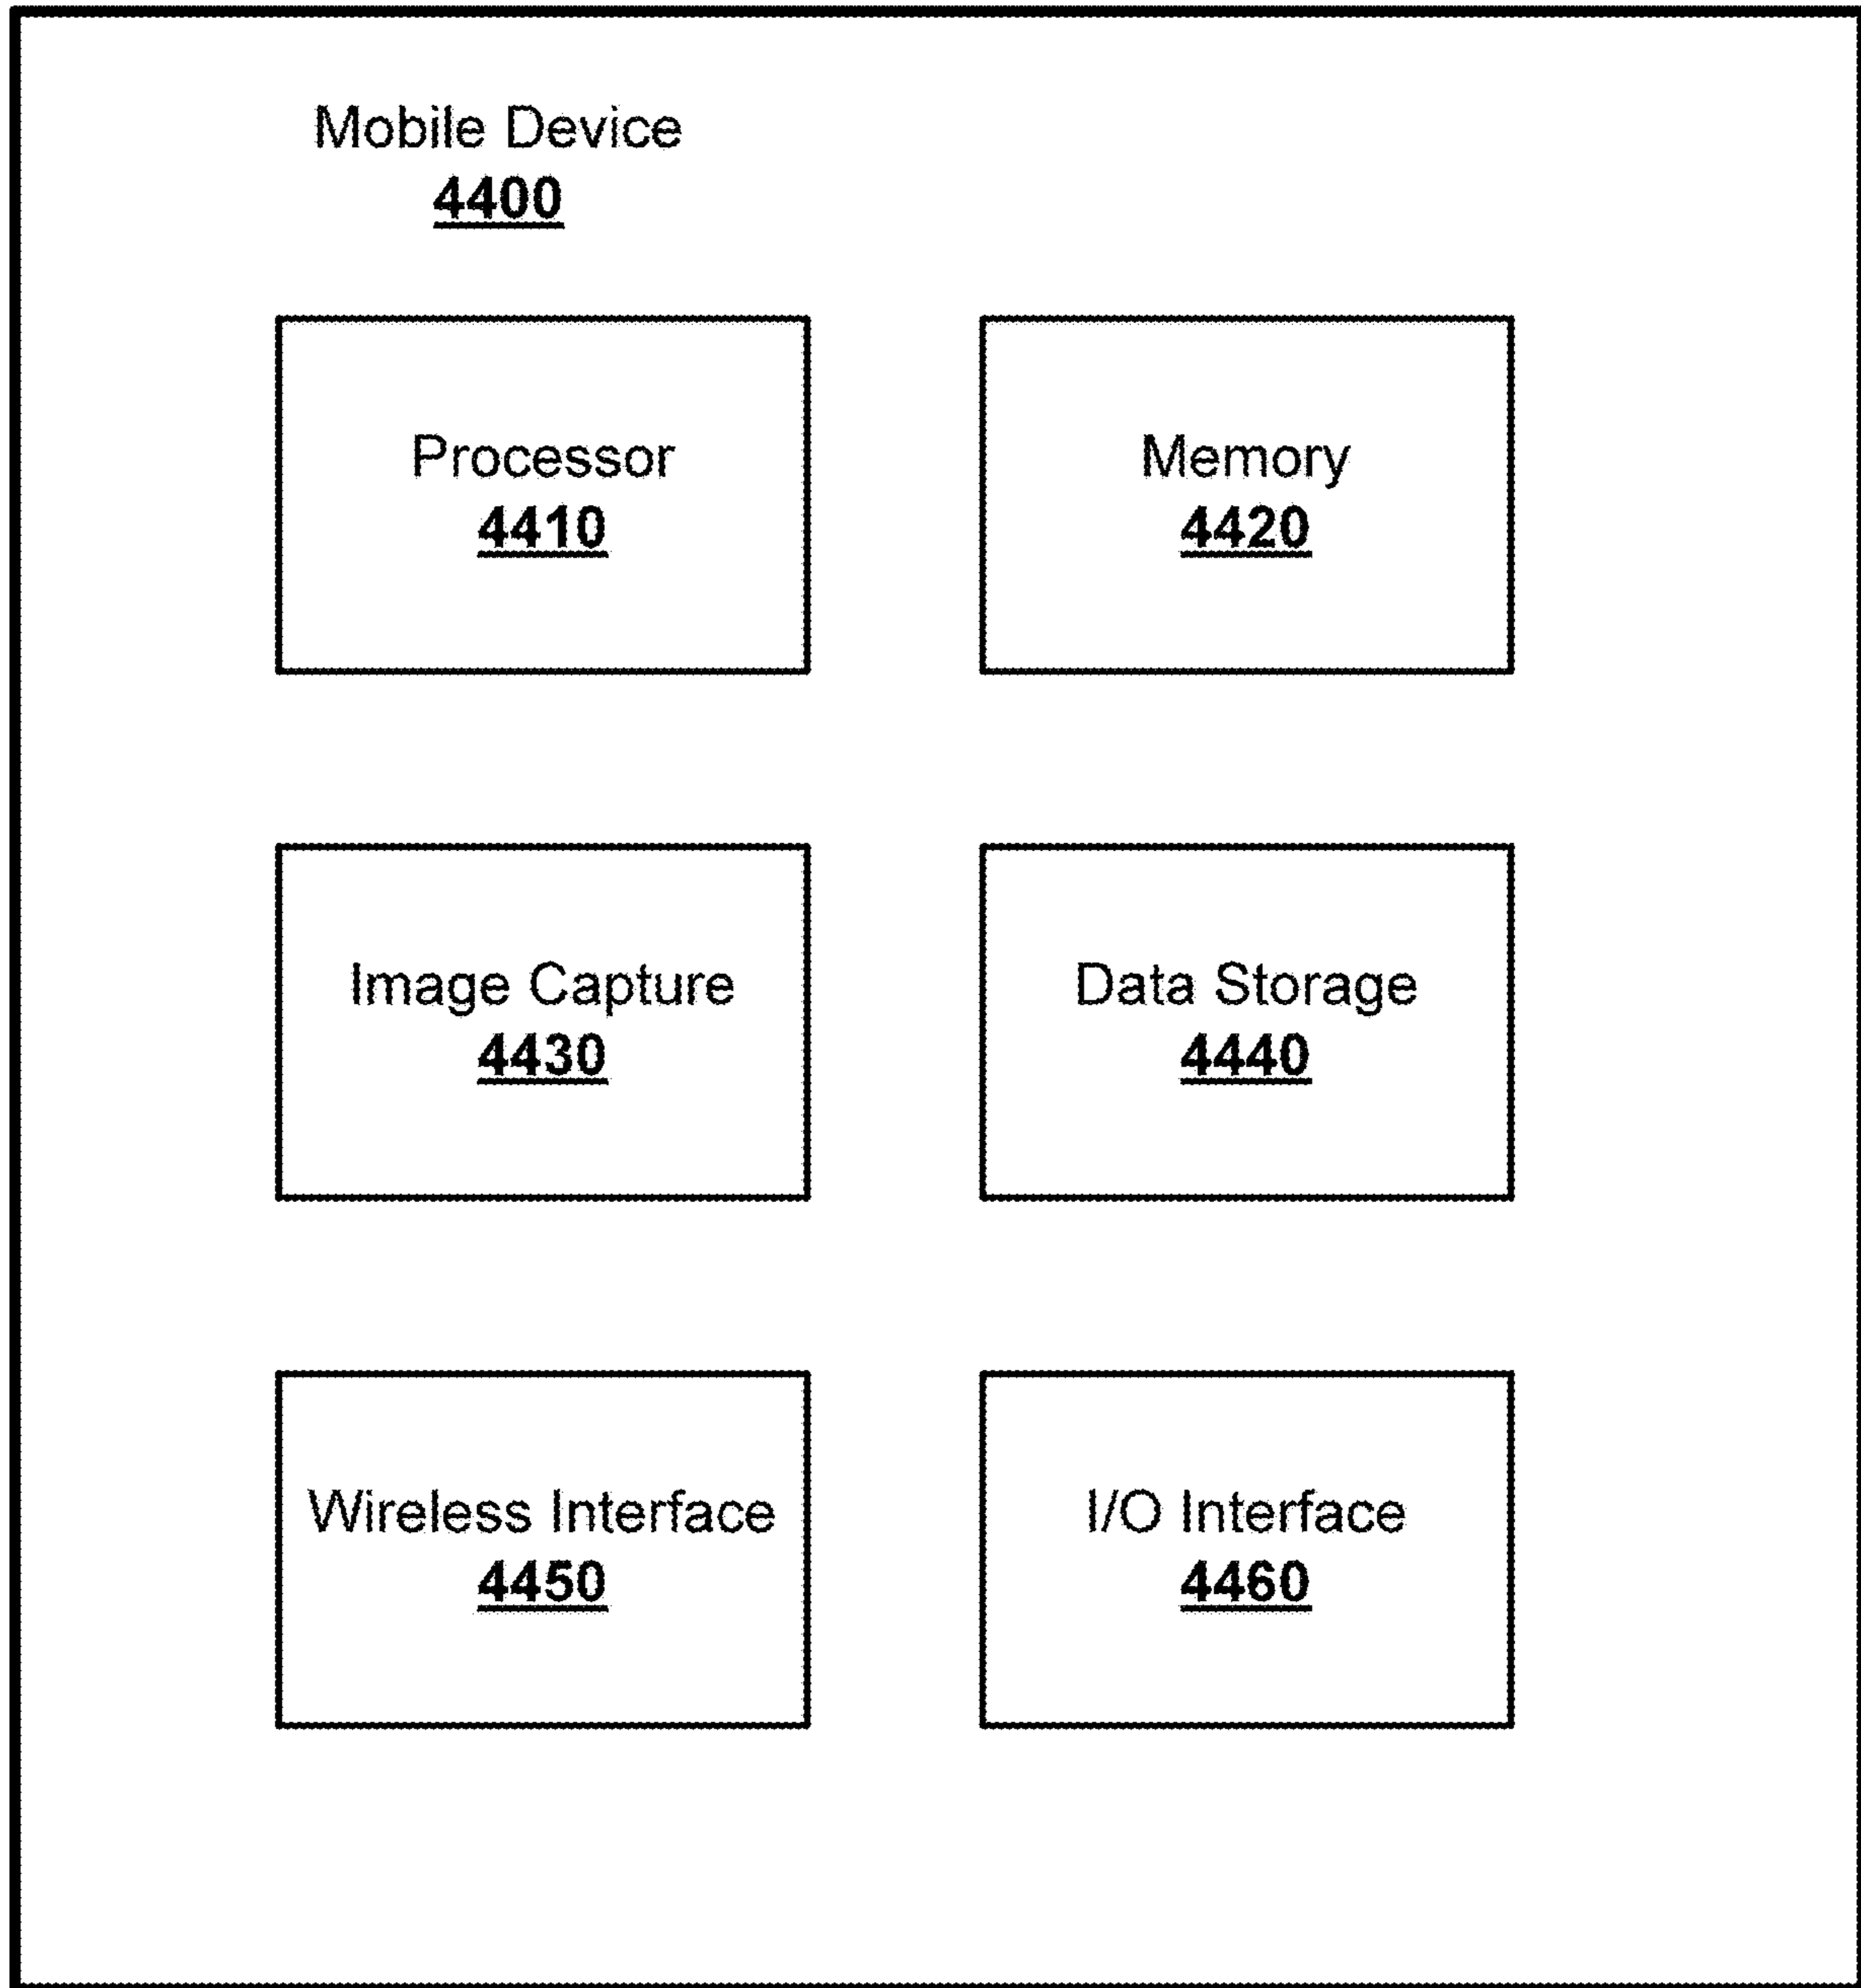 Mobile Device
4400
Processor
4410
Memory
4420
Image Capture
4430
Data Storage
4440
Wireless Interface
4450
I/O Interface
4460